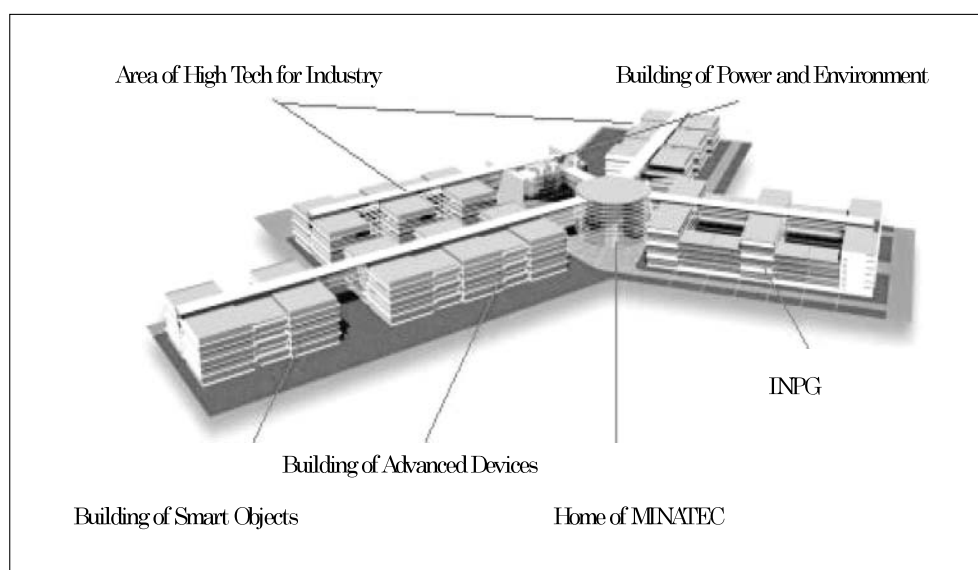 Area of High Tech for Industry
Building of Power and Environment
INPG
Building of Advanced Devices
Building of Smart Objects
Home of MINATEC